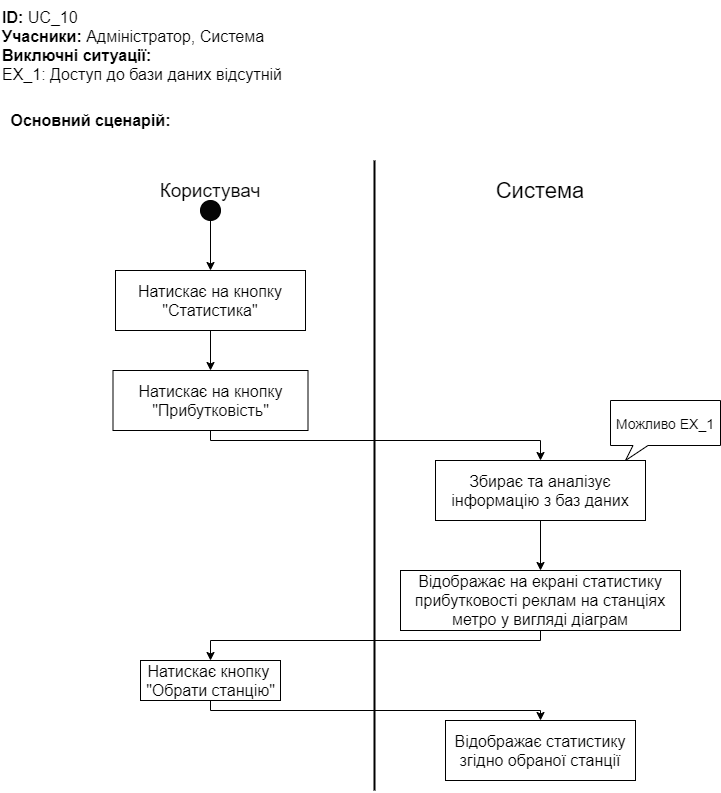 ID: UC_10
Учасники: Адміністратор, Система
Виключні ситуації:
EX_1: Доступ до бази даних відсутній
Основний сценарій:
Користувач
Система
Натискає на кнопку
"Статистика"
Натискає на кнопку
"Прибутковість"
Можливо EX_1
Збирає та аналізує
інформацію з баз даних
Відображає на екрані статистику
прибутковості реклам на станціях
метро у вигляді діаграм
Натискає кнопку
"Обрати станцію"
Відображає статистику
згідно обраної станції